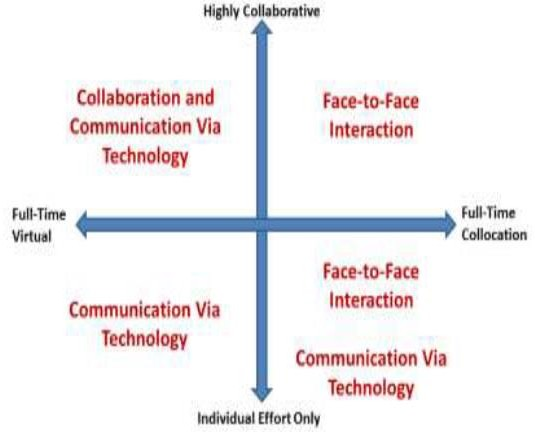 Highly Collaborative
Collaboration and
Communication Via
Technology
Face-to-Face
Interaction
Full-Time
Virtual
Full-Time
Collocation
Communication Via
Technology
Face-to-Face
Interaction
Communication Via
Technology
Individual Effort Only